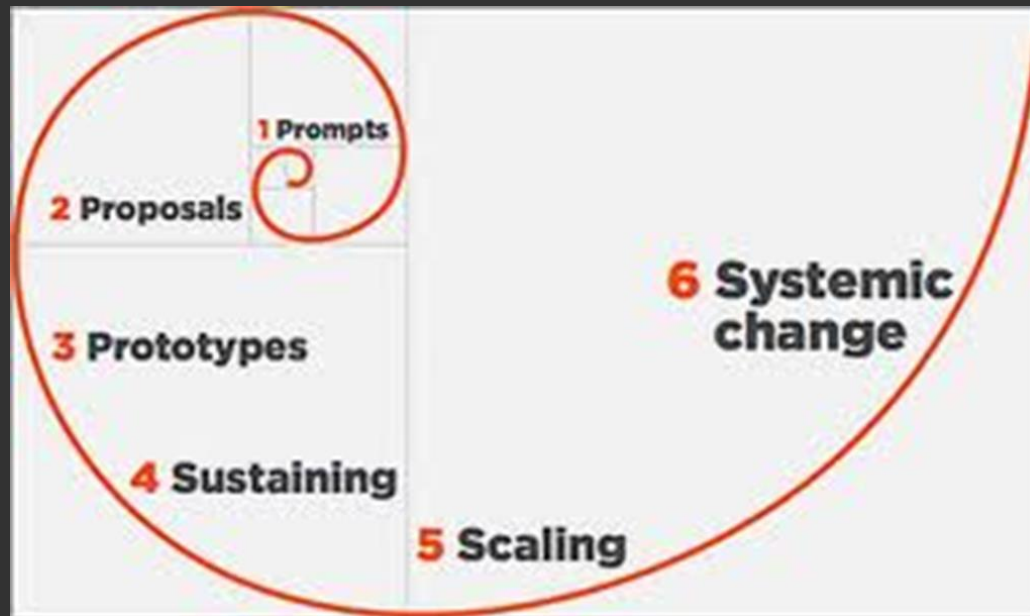 1 Prompts
2 Proposals
3 Prototypes
4 Sustaining
5 Scaling
6 Systemic
change